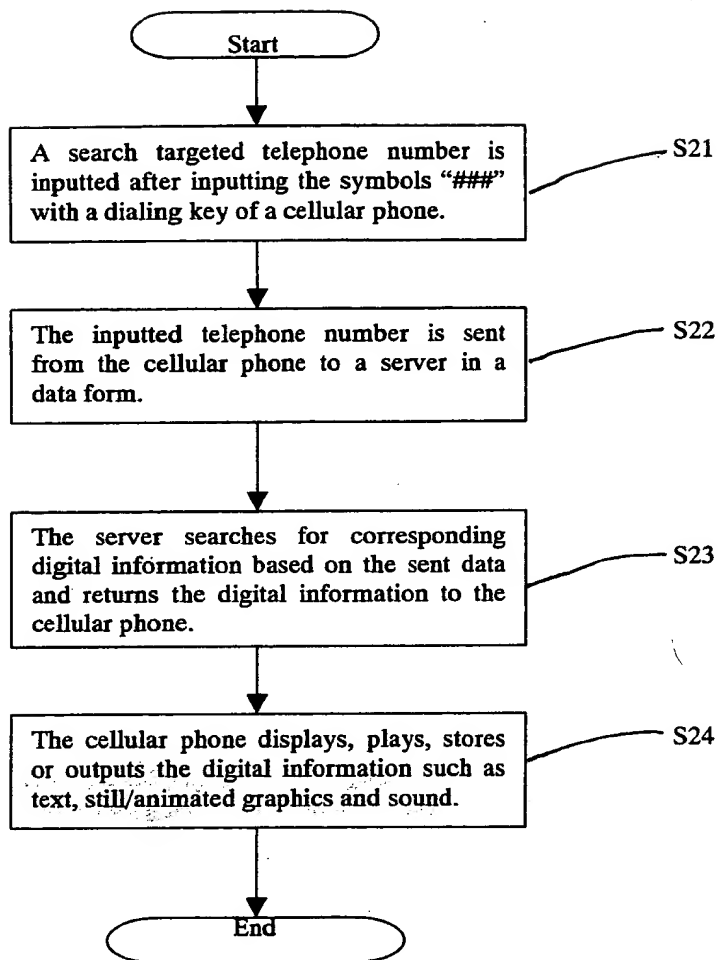 Start
A search targeted telephone number is
inputted after inputting the symbols “###”
with a dialing key of a cellular phone.
S21
The inputted telephone number is sent
from the cellular phone to a server in a
data form.
S22
The server searches for corresponding
digital information based on the sent data
and returns the digital information to the
cellular phone.
S23
The cellular phone displays, plays, stores
or outputs the digital information such as
text, still/animated graphics and sound.
S24
End